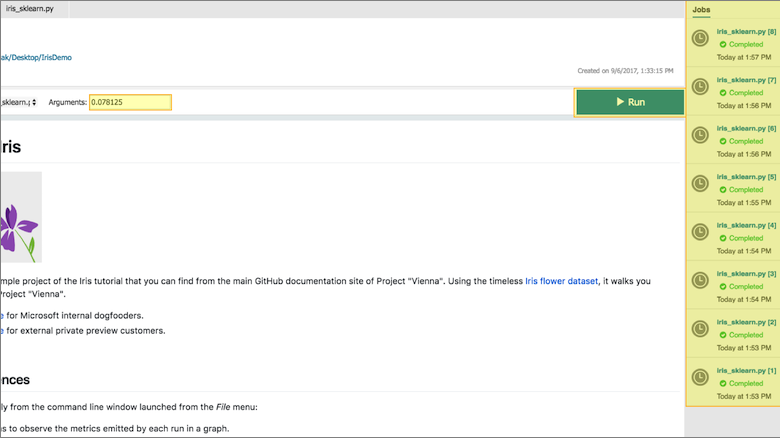 iris_sklearn.py
ak/Desktop/IrisDemo
Created on 9/6/2017, 1:33:15 PM
_sklearn.p Arguments: 0.078125 Run
ris
mple project of the Iris tutorial that you can find from the main GitHub documentation site of Project "Vienna". Using the timeless Iris flower dataset, it walks you
Project "Vienna".
e for Microsoft internal dogfooders.
e for external private preview customers.
nces
ly from the command line window launched from the File menu:
ns to observe the metrics emitted by each run in a graph.
Jobs
iris_sklearn.py [8]
Completed
Today at 1:57 PM
iris_sklearn.py [7]
Completed
Today at 1:56 PM
iris_sklearn.py [6]
Completed
Today at 1:56 PM
iris_sklearn.py [5]
Completed
Today at 1:55 PM
iris_sklearn.py [4]
Completed
Today at 1:54 PM
iris_sklearn.py [3]
Completed
Today at 1:54 PM
iris_sklearn.py [2]
Completed
Today at 1:53 PM
iris_sklearn.py [1]
Completed
Today at 1:53 PM